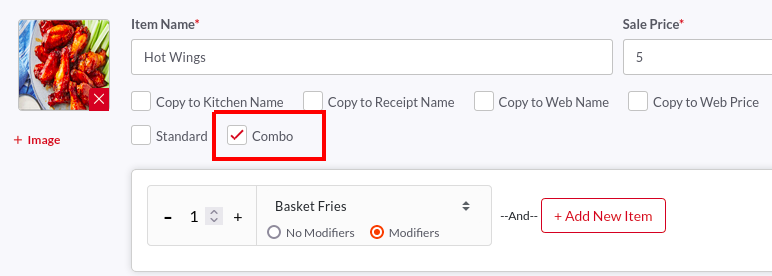 Item Name*
Sale Price*
Hot Wings
5
Copy to Kitchen Name
Copy to Receipt Name
Copy to Web Name
Copy to Web Price
+ Image
Standard
Combo
- 1 +
Basket Fries
No Modifiers
Modifiers
--And--
+ Add New Item